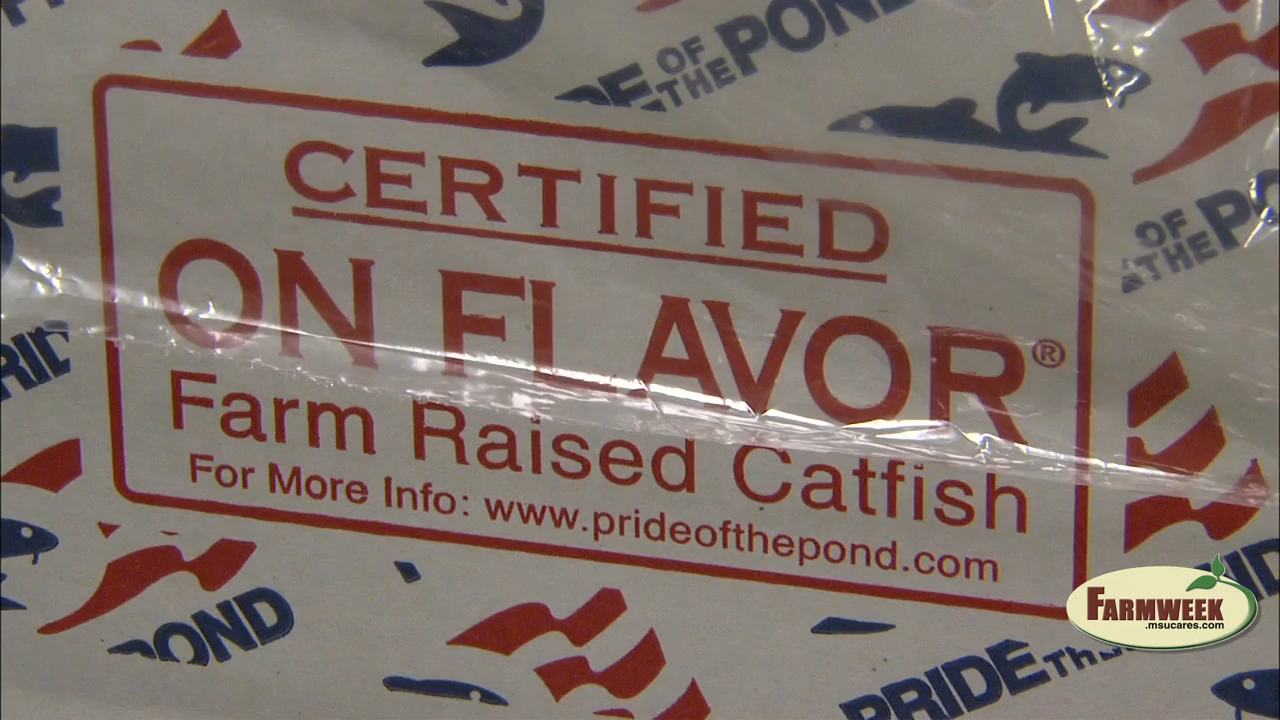 OF
THE POND
CERTIFIED
ON FLAVOR®
Farm Raised Catfish
For More Info: www.prideofthepond.com
OF
THE
POND
PRIDE
FARMWEEK
.msucares.com